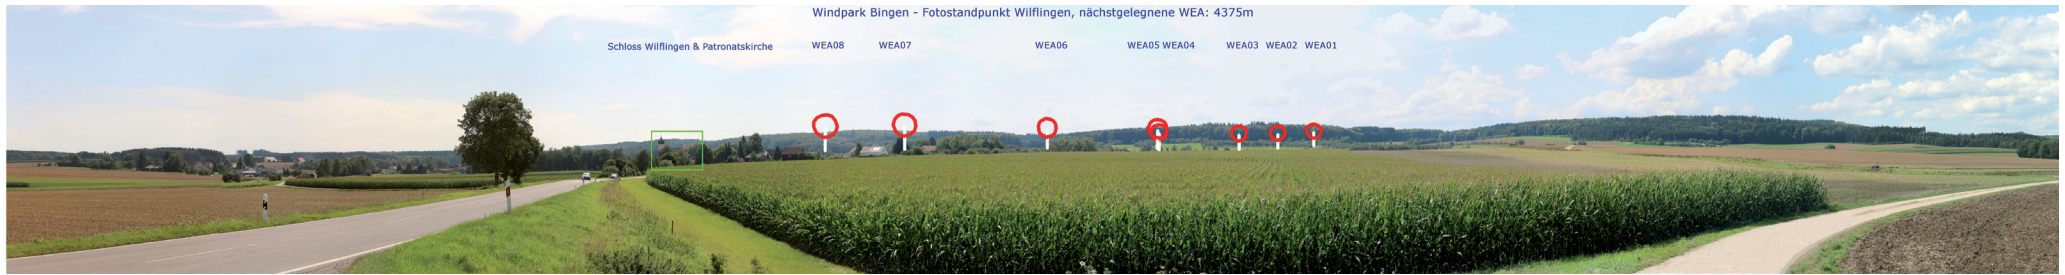 Windpark Bingen - Fotostandpunkt Wilflingen, nächstgelegnene WEA: 4375m
Schloss Wilflingen & Patronatskirche WEA08 WEA07 WEA06 WEA05 WEA04 WEA03 WEA02 WEA01